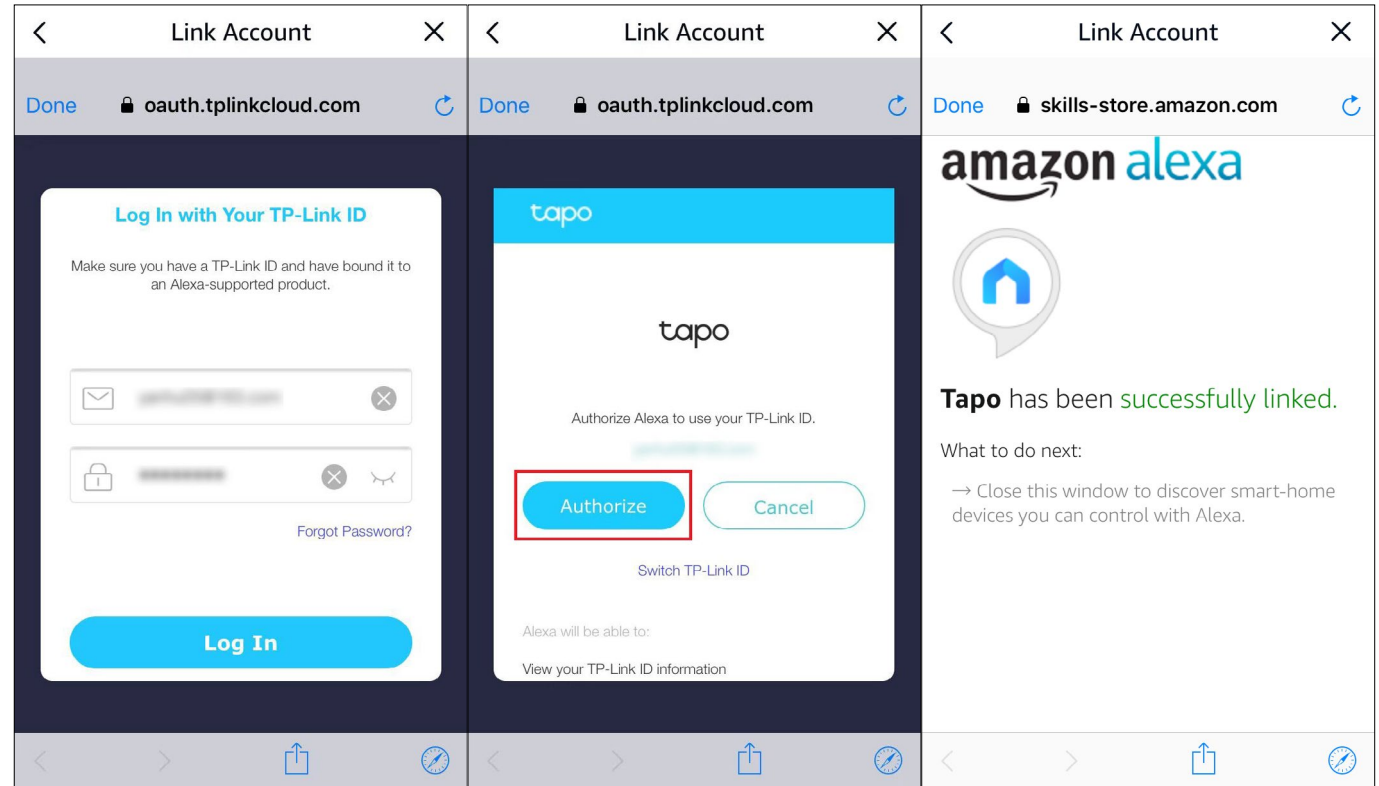 Link Account
Done
oauth.tplinkcloud.com
Log In with Your TP-Link ID
Make sure you have a TP-Link ID and have bound it to
an Alexa-supported product.
Forgot Password?
Log In
Link Account
Done
oauth.tplinkcloud.com
tapo
tapo
Authorize Alexa to use your TP-Link ID.
Authorize
Cancel
Switch TP-Link ID
Alexa will be able to:
View your TP-Link ID information
Link Account
Done
skills-store.amazon.com
amazon alexa
Tapo has been successfully linked.
What to do next:
→ Close this window to discover smart-home
devices you can control with Alexa.